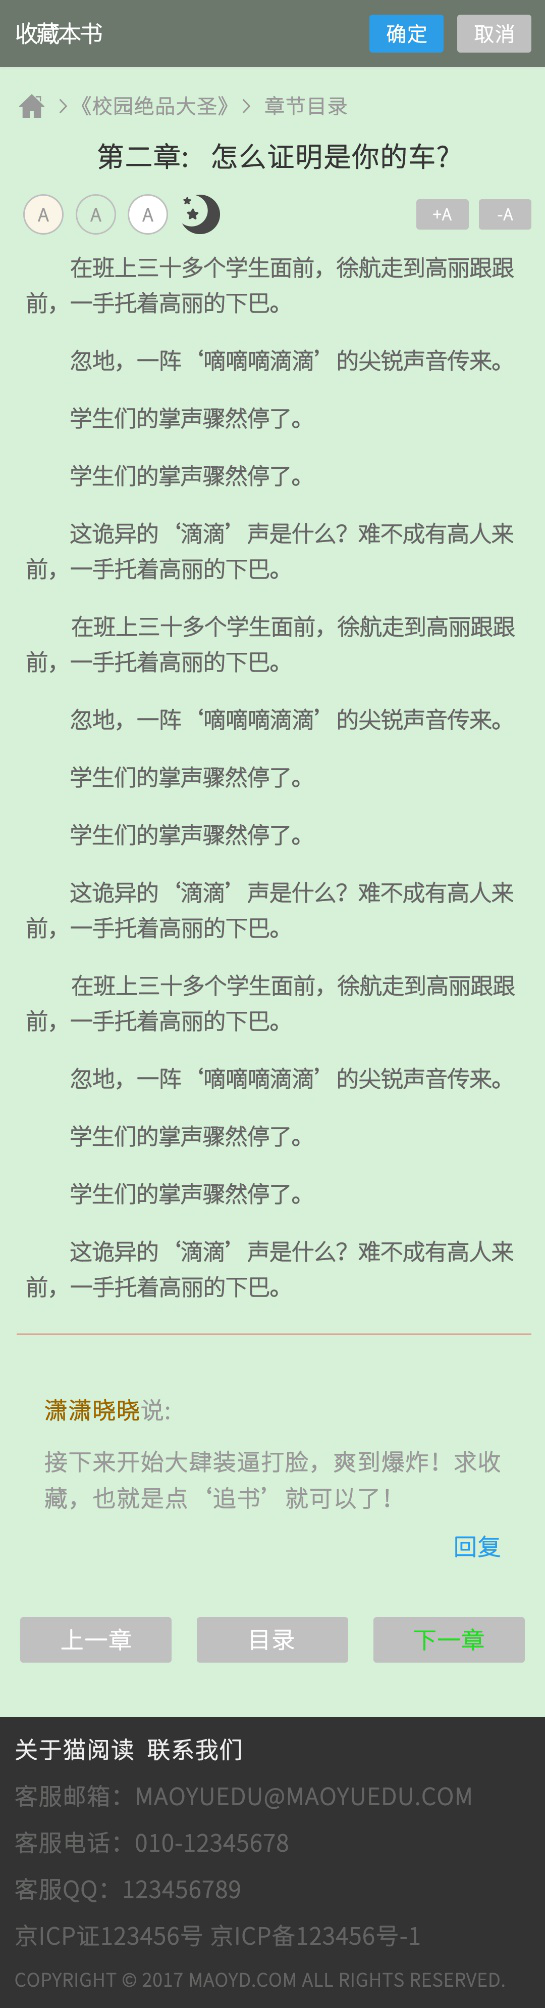 收藏本书
确定
取消
《校园绝品大圣》
章节目录
第二章: 怎么证明是你的车?
A
A
A
+A
-A
在班上三十多个学生面前，徐航走到高丽跟跟
前，一手托着高丽的下巴。
忽地，一阵‘嘀嘀嘀滴滴’的尖锐声音传来。
学生们的掌声骤然停了。
学生们的掌声骤然停了。
这诡异的‘滴滴’声是什么？难不成有高人来
前，一手托着高丽的下巴。
在班上三十多个学生面前，徐航走到高丽跟跟
前，一手托着高丽的下巴。
忽地，一阵‘嘀嘀嘀滴滴’的尖锐声音传来。
学生们的掌声骤然停了。
学生们的掌声骤然停了。
这诡异的‘滴滴’声是什么？难不成有高人来
前，一手托着高丽的下巴。
在班上三十多个学生面前，徐航走到高丽跟跟
前，一手托着高丽的下巴。
忽地，一阵‘嘀嘀嘀滴滴’的尖锐声音传来。
学生们的掌声骤然停了。
学生们的掌声骤然停了。
这诡异的‘滴滴’声是什么？难不成有高人来
前，一手托着高丽的下巴。
潇潇晓晓说:
接下来开始大肆装逼打脸，爽到爆炸！求收
藏，也就是点‘追书’就可以了！
回复
上一章
目录
下一章
关于猫阅读 联系我们
客服邮箱：MAOYUEDU@MAOYUEDU.COM
客服电话：010-12345678
客服QQ：123456789
京ICP证123456号 京ICP备123456号-1
COPYRIGHT © 2017 MAOYD.COM ALL RIGHTS RESERVED.